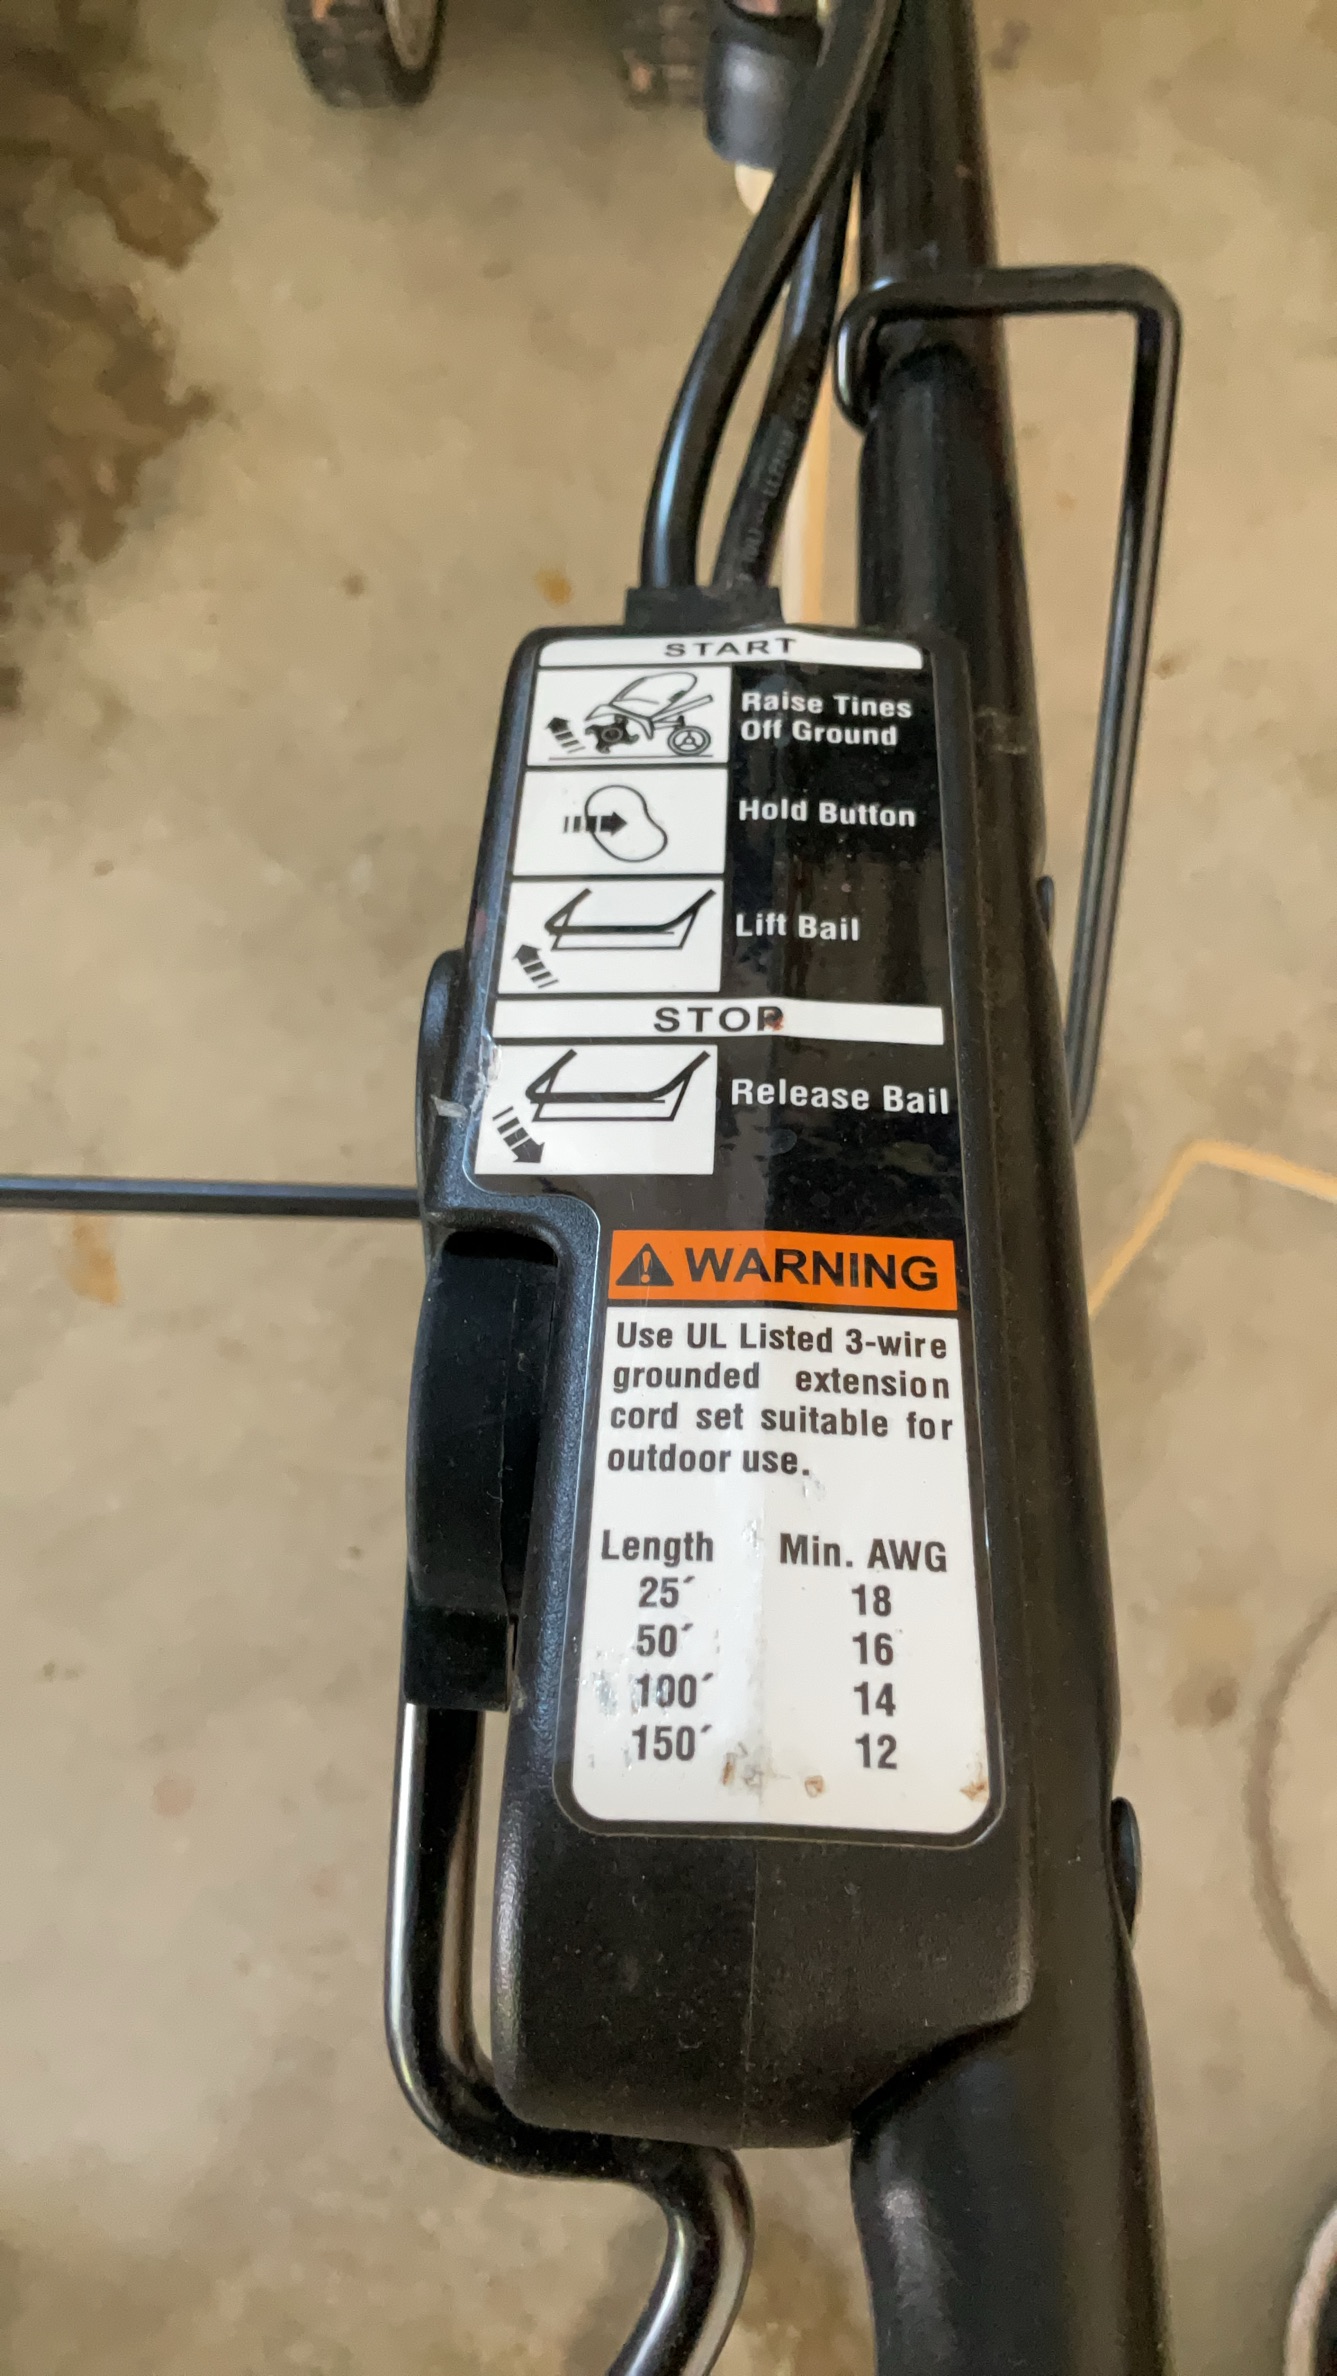 START
Raise Tines
Off Ground
Hold Button
Lift Bail
STOP
Release Bail
WARNING
Use UL Listed 3-wire
grounded extension
cord set suitable for
outdoor use.
Length Min. AWG
25´ 18
50´ 16
100´ 14
150´ 12